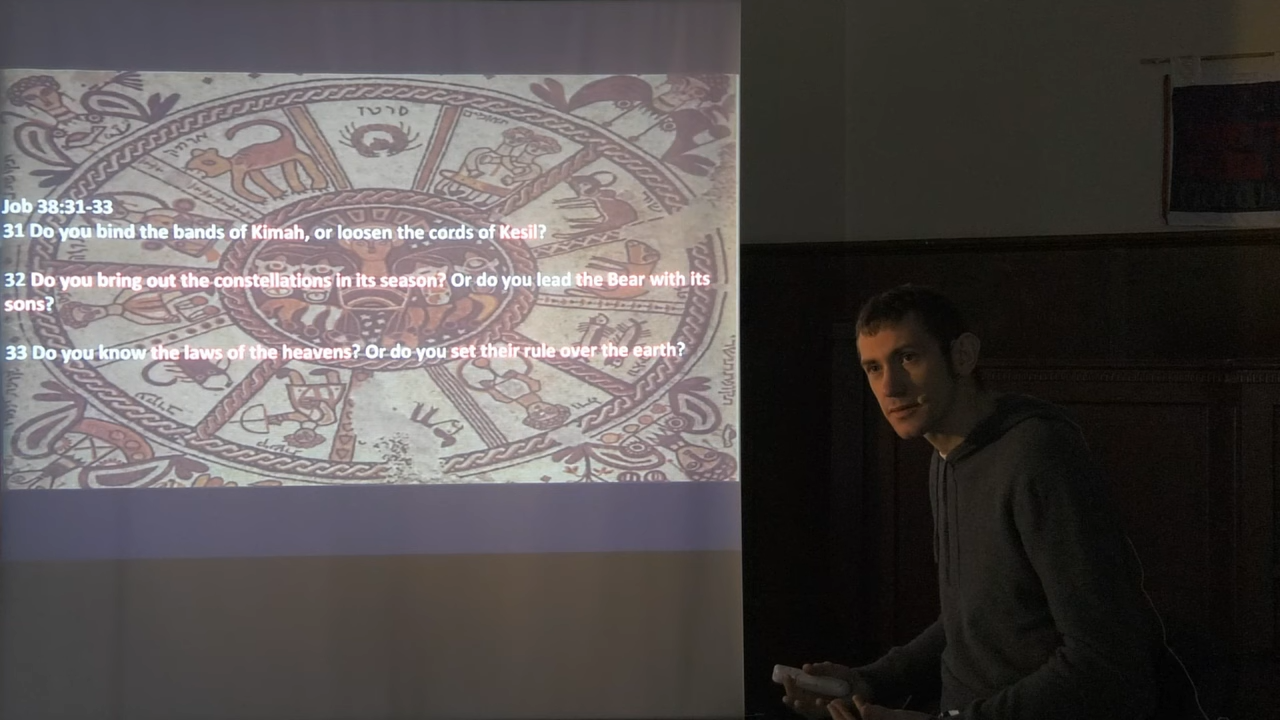 סרטן
Job 38:31-33
31 Do you bind the bands of Kimah, or loosen the cords of Kesil?
32 Do you bring out the constellations in its season? Or do you lead the Bear with its
sons?
33 Do you know the laws of the heavens? Or do you set their rule over the earth?